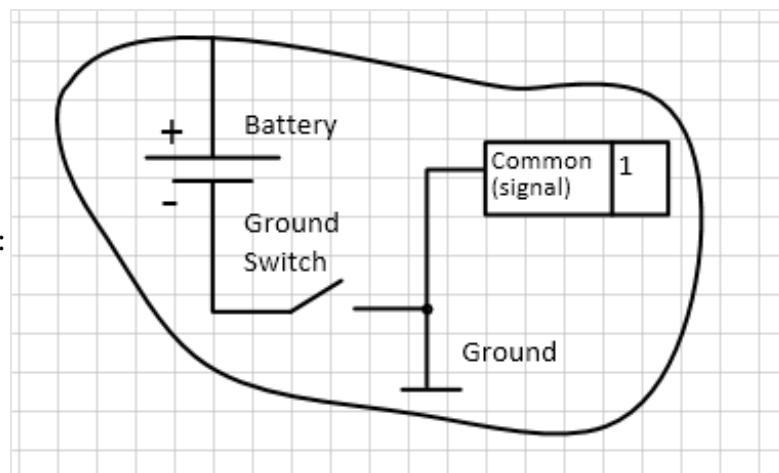 +
Battery
-
Ground
Switch
:
Common
(signal)
1
Ground